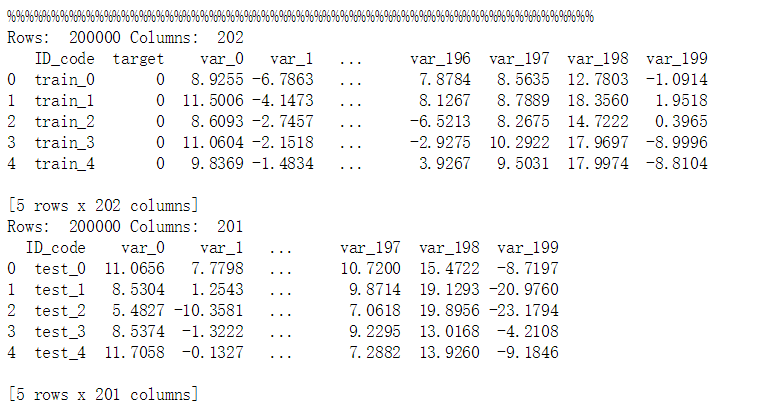 %%%%%%%%%%%%%%%%%%%%%%%%%%%%%%%%%%%%%%%%%%%%%%%%%%%%%%%%%%%%%%%%%
Rows:  200000 Columns:  202
   ID_code  target    var_0   var_1   ...     var_196  var_197  var_198  var_199
0  train_0       0   8.9255 -6.7863   ...      7.8784   8.5635  12.7803  -1.0914
1  train_1       0  11.5006 -4.1473   ...      8.1267   8.7889  18.3560   1.9518
2  train_2       0   8.6093 -2.7457   ...     -6.5213   8.2675  14.7222   0.3965
3  train_3       0  11.0604 -2.1518   ...     -2.9275  10.2922  17.9697  -8.9996
4  train_4       0   9.8369 -1.4834   ...      3.9267   9.5031  17.9974  -8.8104
[5 rows x 202 columns]
Rows:  200000 Columns:  201
  ID_code    var_0    var_1   ...     var_197  var_198  var_199
0  test_0  11.0656   7.7798   ...     10.7200  15.4722  -8.7197
1  test_1   8.5304   1.2543   ...      9.8714  19.1293 -20.9760
2  test_2   5.4827 -10.3581   ...      7.0618  19.8956 -23.1794
3  test_3   8.5374  -1.3222   ...      9.2295  13.0168  -4.2108
4  test_4  11.7058  -0.1327   ...      7.2882  13.9260  -9.1846
[5 rows x 201 columns]